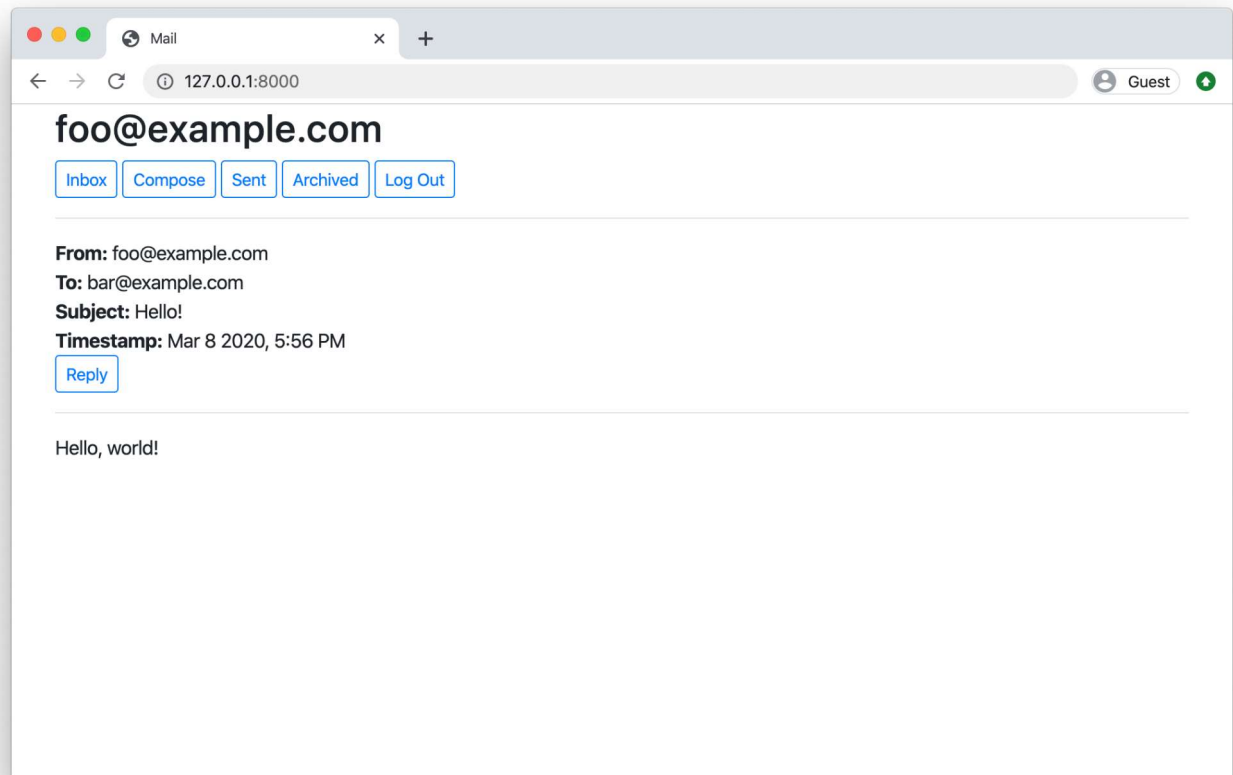 Mail
127.0.0.1:8000
Guest
foo@example.com
Inbox Compose Sent Archived Log Out
From: foo@example.com
To: bar@example.com
Subject: Hello!
Timestamp: Mar 8 2020, 5:56 PM
Reply
Hello, world!